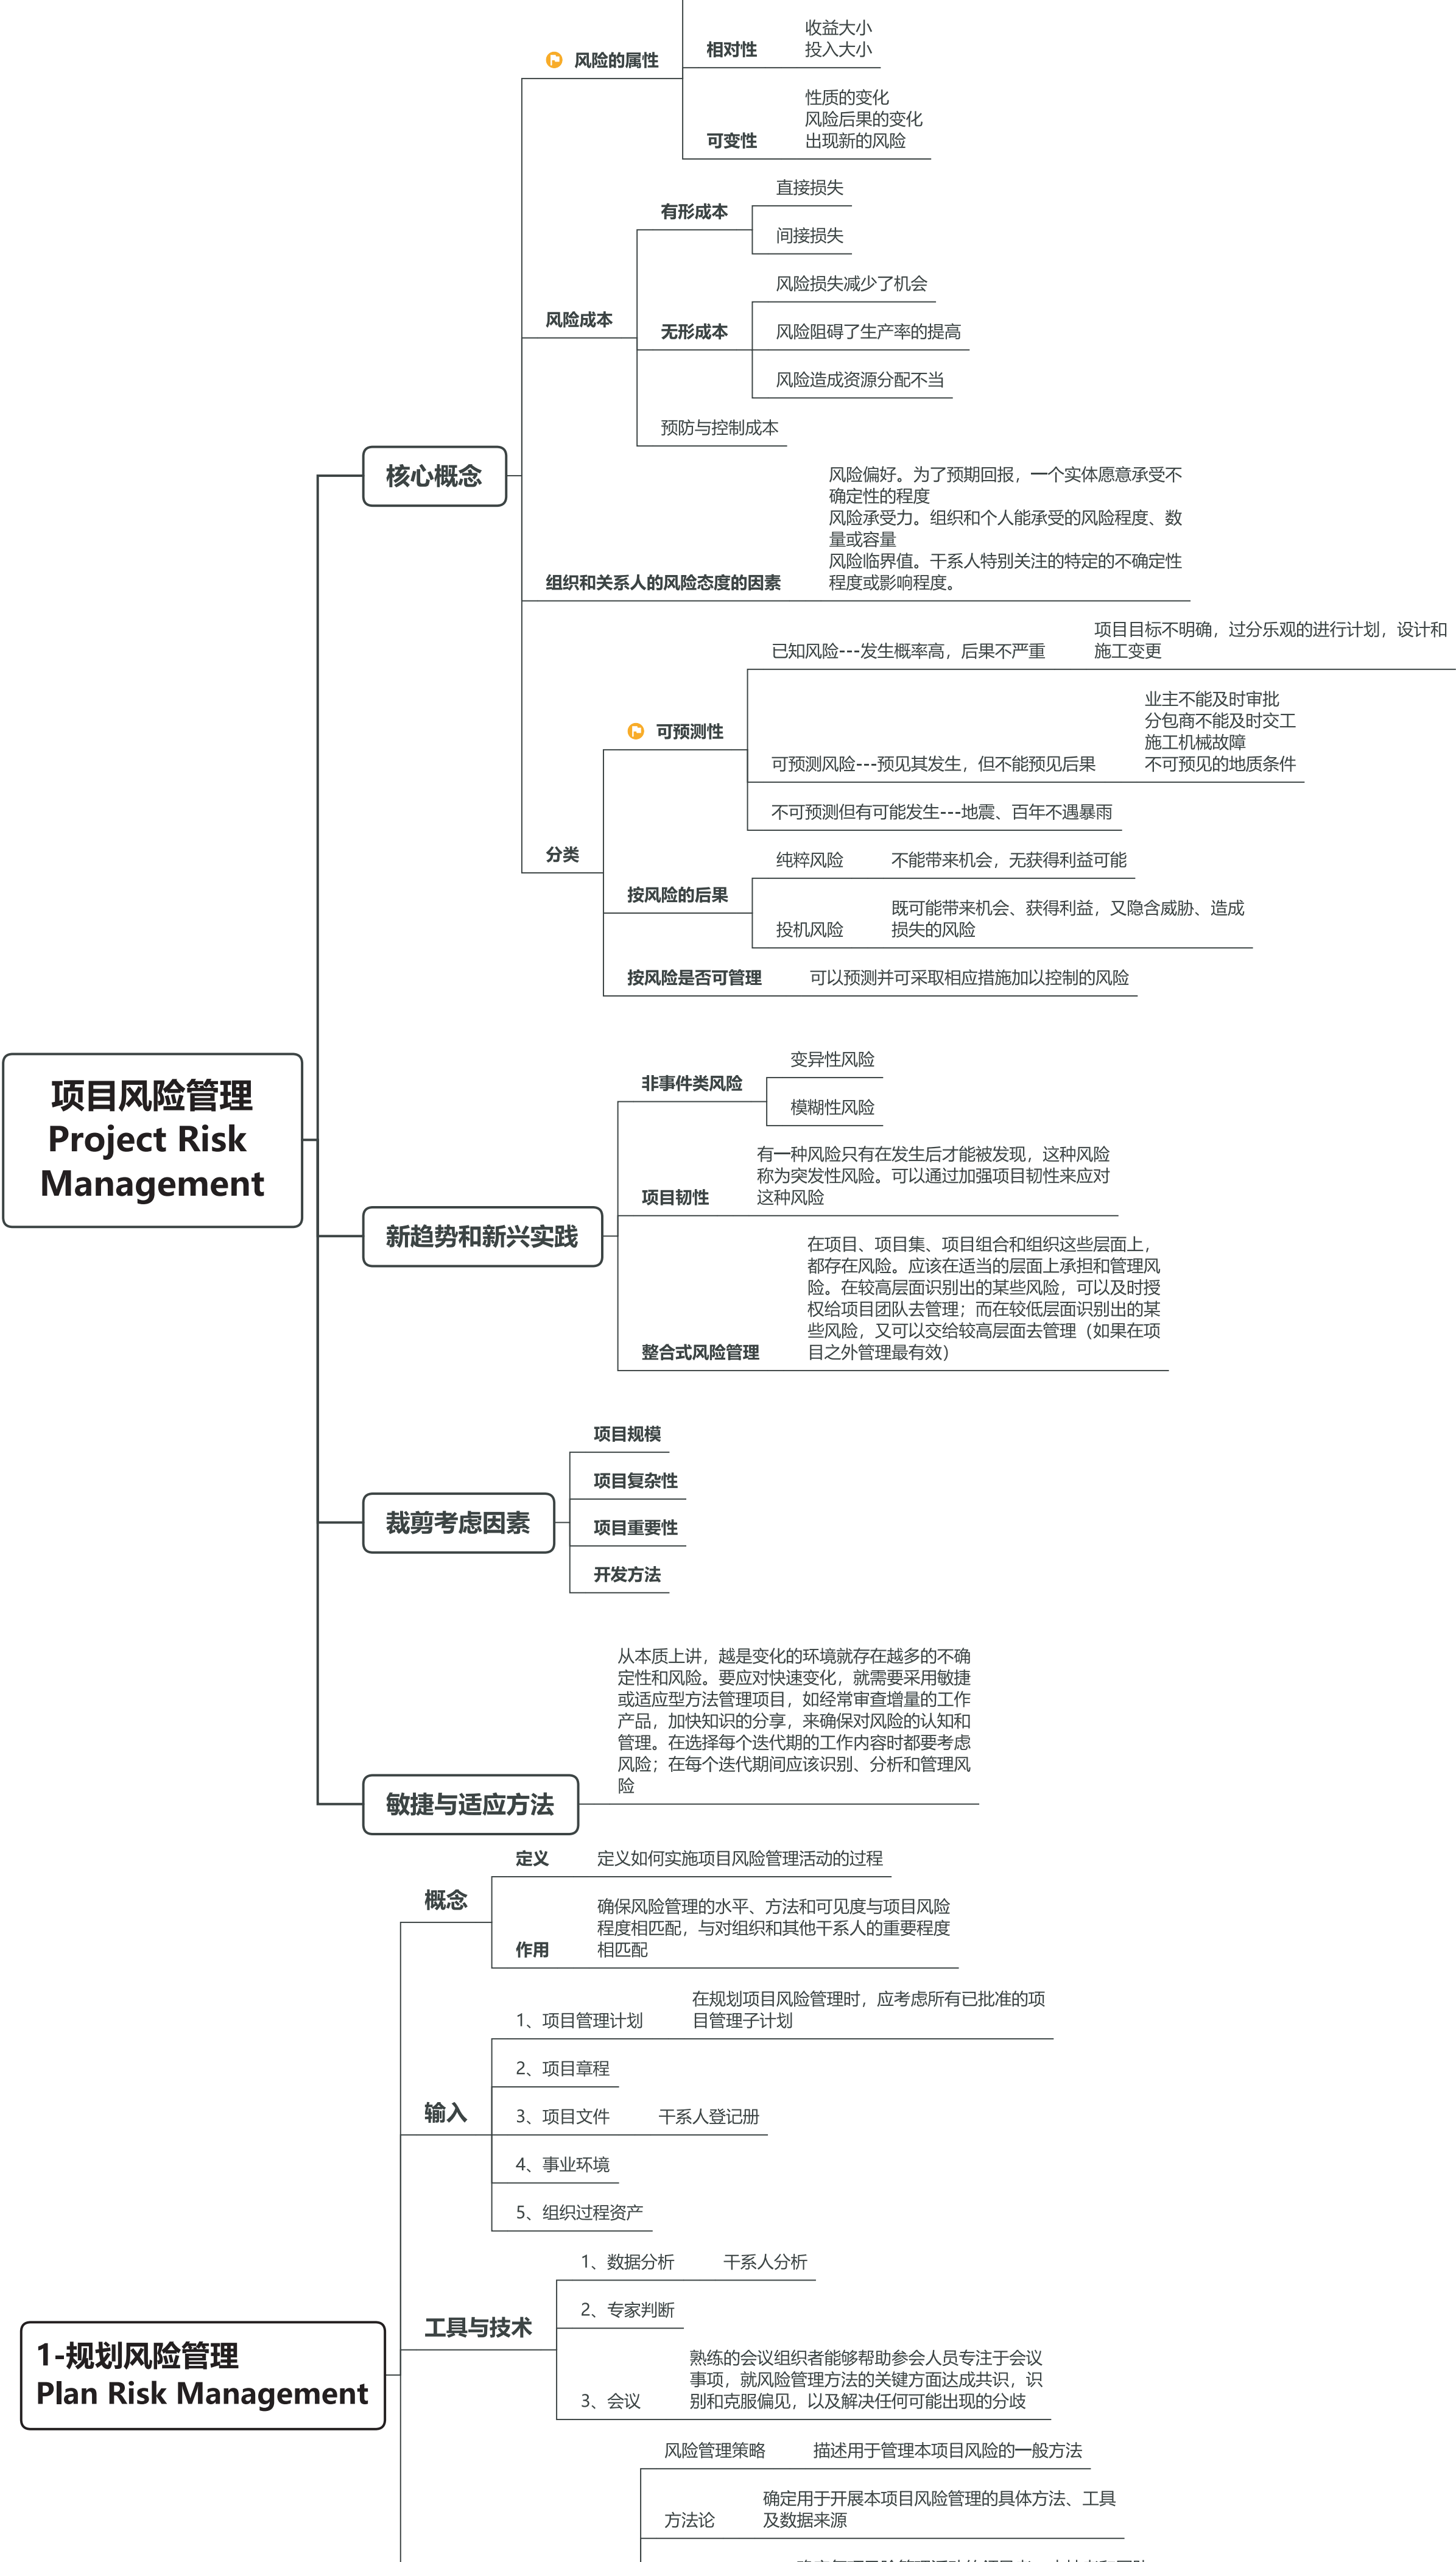 风险的属性
相对性
收益大小
投入大小
可变性
性质的变化
风险后果的变化
出现新的风险
风险成本
有形成本
直接损失
间接损失
无形成本
风险损失减少了机会
风险阻碍了生产率的提高
风险造成资源分配不当
预防与控制成本
核心概念
组织和关系人的风险态度的因素
风险偏好。为了预期回报，一个实体愿意承受不
确定性的程度
风险承受力。组织和个人能承受的风险程度、数
量或容量
风险临界值。干系人特别关注的特定的不确定性
程度或影响程度。
分类
可预测性
已知风险---发生概率高，后果不严重
项目目标不明确，过分乐观的进行计划，设计和
施工变更
可预测风险---预见其发生，但不能预见后果
业主不能及时审批
分包商不能及时交工
施工机械故障
不可预见的地质条件
不可预测但有可能发生---地震、百年不遇暴雨
按风险的后果
纯粹风险
不能带来机会，无获得利益可能
投机风险
既可能带来机会、获得利益，又隐含威胁、造成
损失的风险
按风险是否可管理
可以预测并可采取相应措施加以控制的风险
项目风险管理
Project Risk
Management
新趋势和新兴实践
非事件类风险
变异性风险
模糊性风险
项目韧性
有一种风险只有在发生后才能被发现，这种风险
称为突发性风险。可以通过加强项目韧性来应对
这种风险
整合式风险管理
在项目、项目集、项目组合和组织这些层面上，
都存在风险。应该在适当的层面上承担和管理风
险。在较高层面识别出的某些风险，可以及时授
权给项目团队去管理；而在较低层面识别出的某
些风险，又可以交给较高层面去管理（如果在项
目之外管理最有效）
裁剪考虑因素
项目规模
项目复杂性
项目重要性
开发方法
敏捷与适应方法
从本质上讲，越是变化的环境就存在越多的不确
定性和风险。要应对快速变化，就需要采用敏捷
或适应型方法管理项目，如经常审查增量的工作
产品，加快知识的分享，来确保对风险的认知和
管理。在选择每个迭代期的工作内容时都要考虑
风险；在每个迭代期间应该识别、分析和管理风
险
1-规划风险管理
Plan Risk Management
概念
定义
定义如何实施项目风险管理活动的过程
作用
确保风险管理的水平、方法和可见度与项目风险
程度相匹配，与对组织和其他干系人的重要程度
相匹配
输入
1、项目管理计划
在规划项目风险管理时，应考虑所有已批准的项
目管理子计划
2、项目章程
3、项目文件
干系人登记册
4、事业环境
5、组织过程资产
工具与技术
1、数据分析
干系人分析
2、专家判断
3、会议
熟练的会议组织者能够帮助参会人员专注于会议
事项，就风险管理方法的关键方面达成共识，识
别和克服偏见，以及解决任何可能出现的分歧
风险管理策略
描述用于管理本项目风险的一般方法
方法论
确定用于开展本项目风险管理的具体方法、工具
及数据来源